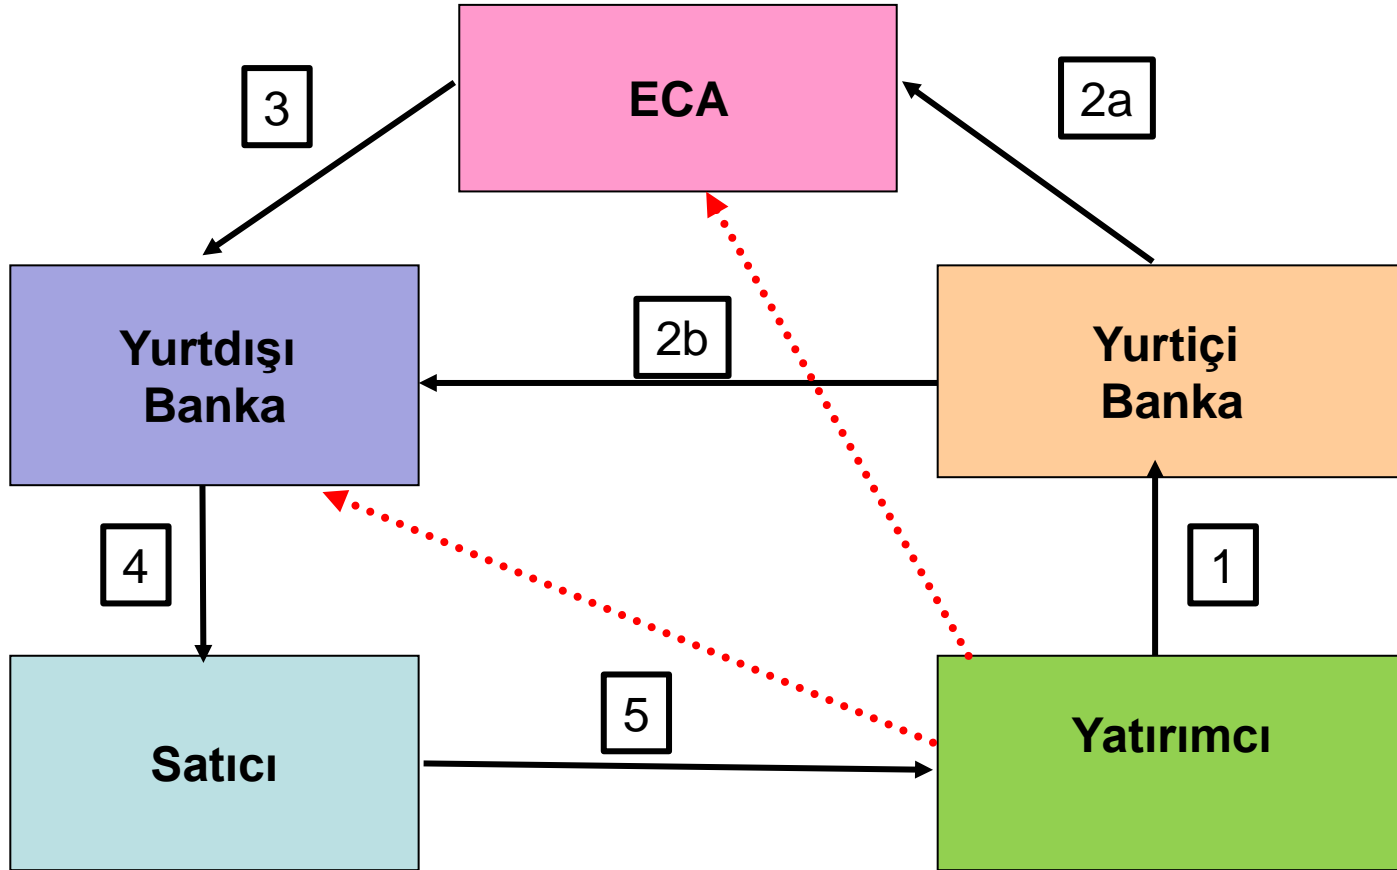 ECA
3
2a
Yurtdışı
Banka
2b
Yurtiçi
Banka
4
1
Satıcı
5
Yatırımcı